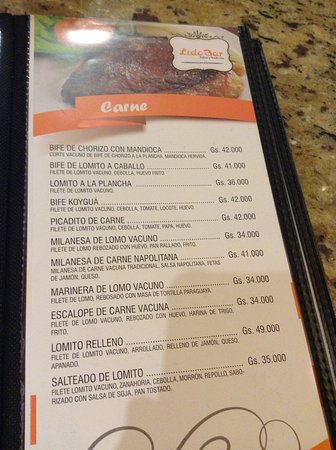 Lido Bar
Carne
BIFE DE CHORIZO CON MANDIOCA ............ Gs. 42.000
CORTE VACUNO DE BIFE DE CHORIZO A LA PLANCHA, MANDIOCA HERVIDA.
BIFE DE LOMITO A CABALLO ............ Gs. 41.000
FILETE DE LOMITO VACUNO, CEBOLLA, HUEVO FRITO.
LOMITO A LA PLANCHA ............ Gs. 36.000
FILETE DE LOMITO VACUNO.
BIFE KOYGUÁ ............ Gs. 42.000
FILETE DE LOMITO VACUNO, CEBOLLA, TOMATE, LOCOTE, HUEVO.
PICADITO DE CARNE ............ Gs. 42.000
FILETE DE LOMITO VACUNO, CEBOLLA, TOMATE, PAPA, HUEVO.
MILANESA DE LOMO VACUNO ............ Gs. 34.000
FILETE DE LOMO REBOZADO CON HUEVO, PAN RALLADO, FRITO.
MILANESA DE CARNE NAPOLITANA ............ Gs. 41.000
MILANESA DE CARNE VACUNA TRADICIONAL, SALSA NAPOLITANA, FETAS
DE JAMÓN, QUESO.
MARINERA DE LOMO VACUNO ............ Gs. 34.000
FILETE DE LOMO, REBOSADO CON MASA DE TORTILLA PARAGUAYA.
ESCALOPE DE CARNE VACUNA ............ Gs. 34.000
FILETE DE LOMO VACUNO, REBOZADO CON HUEVO, HARINA DE TRIGO,
FRITO.
LOMITO RELLENO ............ Gs. 49.000
FILETE DE LOMITO VACUNO, ARROLLADO, RELLENO DE JAMÓN, QUESO,
APANADO.
SALTEADO DE LOMITO ............ Gs. 35.000
FILETE LOMITO VACUNO, ZANAHORIA, CEBOLLA, MORRÓN, REPOLLO, SABO-
RIZADO CON SALSA DE SOJA, PAN TOSTADO.